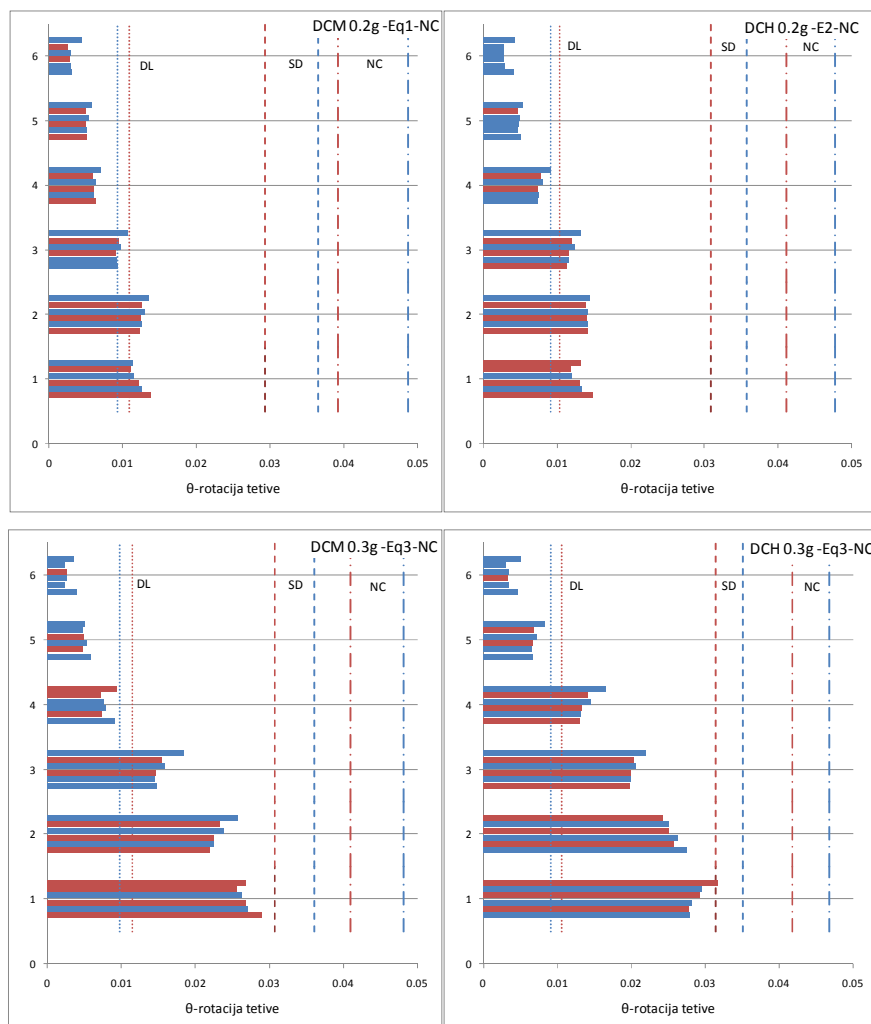 DCM 0.2g -Eq1-NC
6
DL
SD
NC
5
4
3
2
1
0
0
0.01
0.02
0.03
0.04
0.05
θ-rotacija tetive
DCH 0.2g -E2-NC
6
DL
SD
NC
5
4
3
2
1
0
0
0.01
0.02
0.03
0.04
0.05
θ-rotacija tetive
DCM 0.3g -Eq3-NC
6
DL
SD
NC
5
4
3
2
1
0
0
0.01
0.02
0.03
0.04
0.05
θ-rotacija tetive
DCH 0.3g -Eq3-NC
6
DL
SD
NC
5
4
3
2
1
0
0
0.01
0.02
0.03
0.04
0.05
θ-rotacija tetive